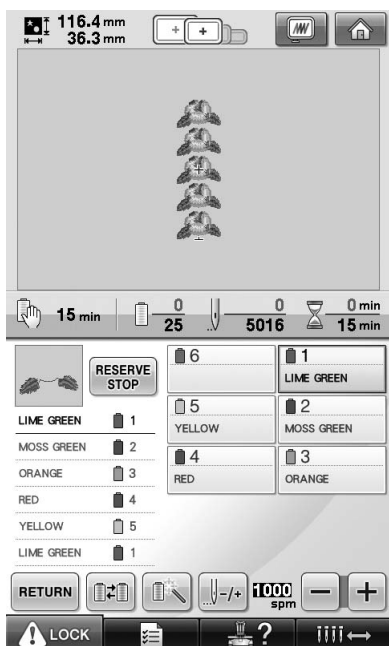 116.4 mm
36.3 mm
15 min
0
25
0
5016
0 min
15 min
RESERVE
STOP
LIME GREEN 1
MOSS GREEN 2
ORANGE 3
RED 4
YELLOW 5
LIME GREEN 1
6
1
LIME GREEN
5
YELLOW
2
MOSS GREEN
4
RED
3
ORANGE
RETURN
-/+
1000
spm
− +
LOCK
?